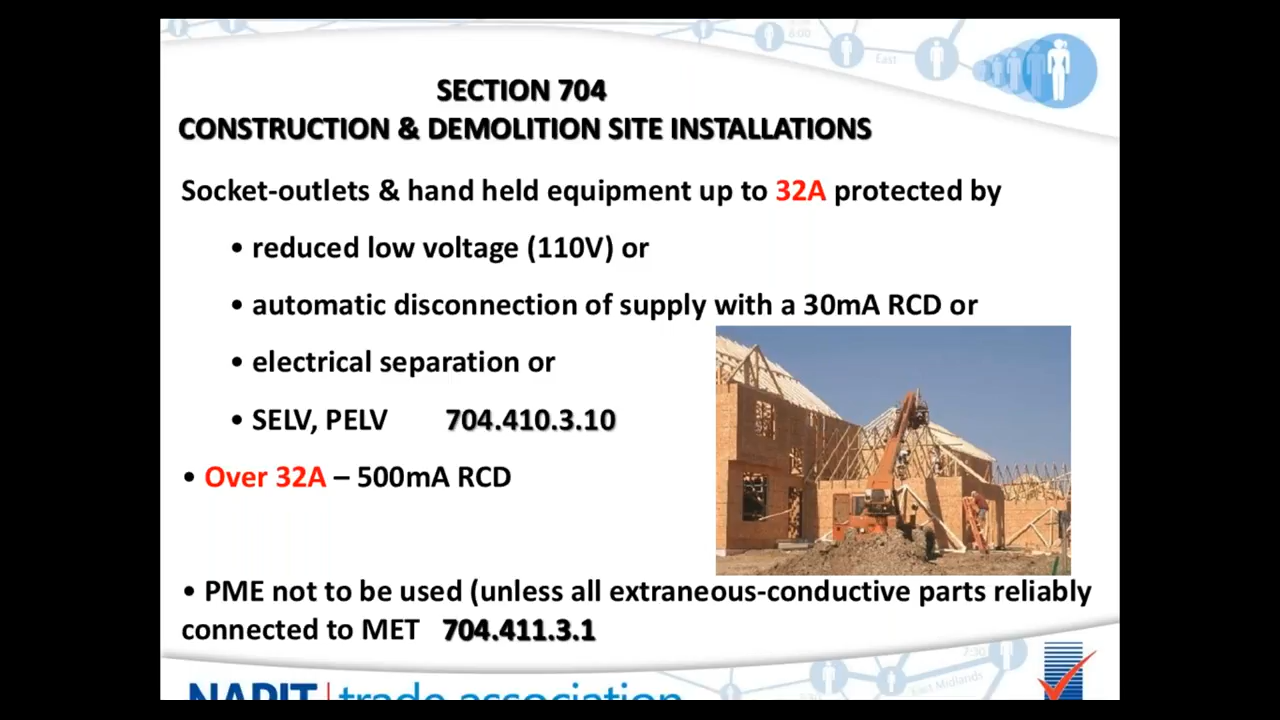 East
SECTION 704
CONSTRUCTION & DEMOLITION SITE INSTALLATIONS
Socket-outlets & hand held equipment up to 32A protected by
• reduced low voltage (110V) or
• automatic disconnection of supply with a 30mA RCD or
• electrical separation or
• SELV, PELV 704.410.3.10
• Over 32A – 500mA RCD
• PME not to be used (unless all extraneous-conductive parts reliably
connected to MET 704.411.3.1
East Midlands
NAPIT | trade association